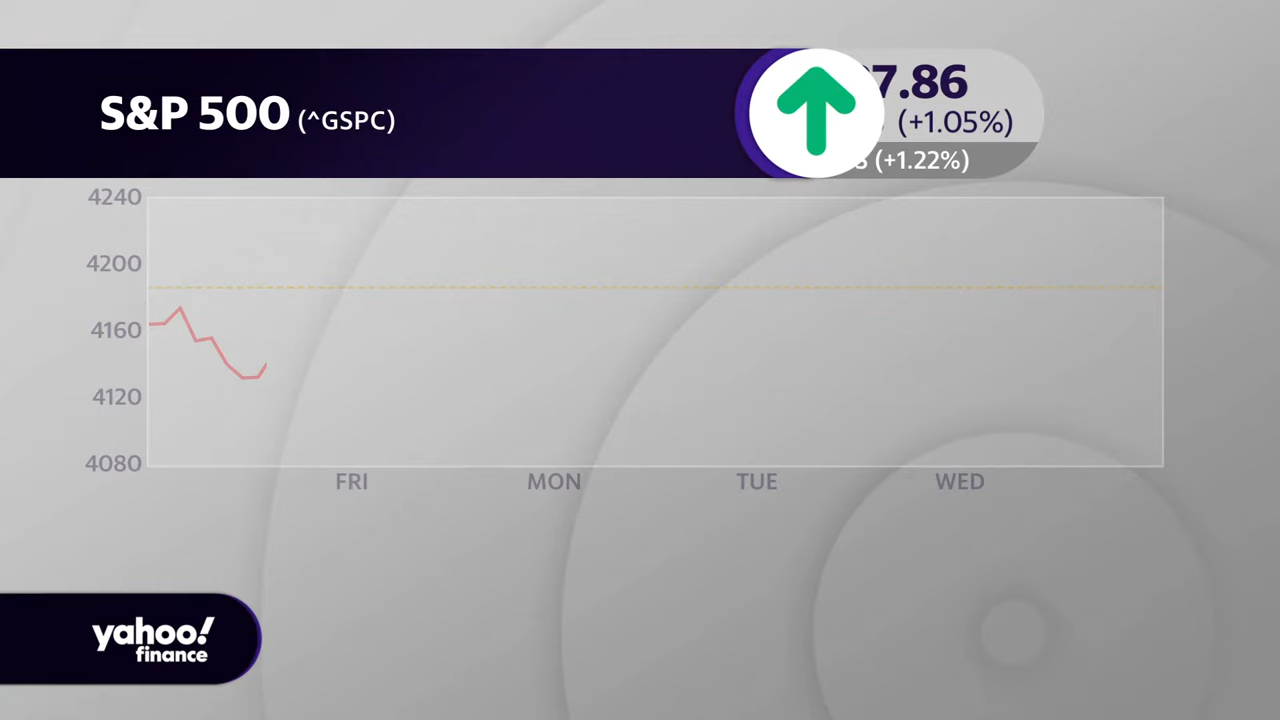 S&P 500 (^GSPC)
7.86
(+1.05%)
(+1.22%)
4240
4200
4160
4120
4080
FRI MON TUE WED
yahoo!
finance